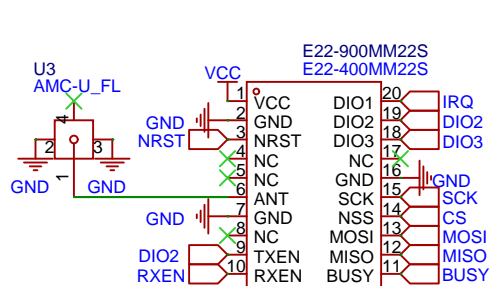 E22-900MM22S
E22-400MM22S
U3
AMC-U_FL
VCC
4
2
3
1
GND
GND
1 VCC DIO1 20 IRQ
GND 2 GND DIO2 19 DIO2
NRST 3 NRST DIO3 18 DIO3
4 NC NC 17
5 NC GND 16 GND
6 ANT SCK 15 SCK
GND 7 GND NSS 14 CS
8 NC MOSI 13 MOSI
DIO2 9 TXEN MISO 12 MISO
RXEN 10 RXEN BUSY 11 BUSY